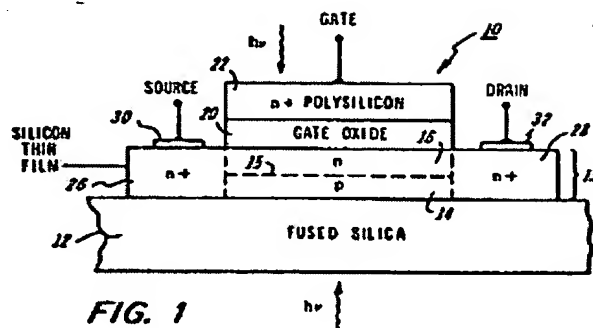 GATE
10
hν
22
SOURCE
DRAIN
n+ POLYSILICON
30
20
32
28
GATE OXIDE
16
SILICON
THIN
FILM
n
15
n+
n+
26
p
14
12
FUSED SILICA
FIG. 1
hν